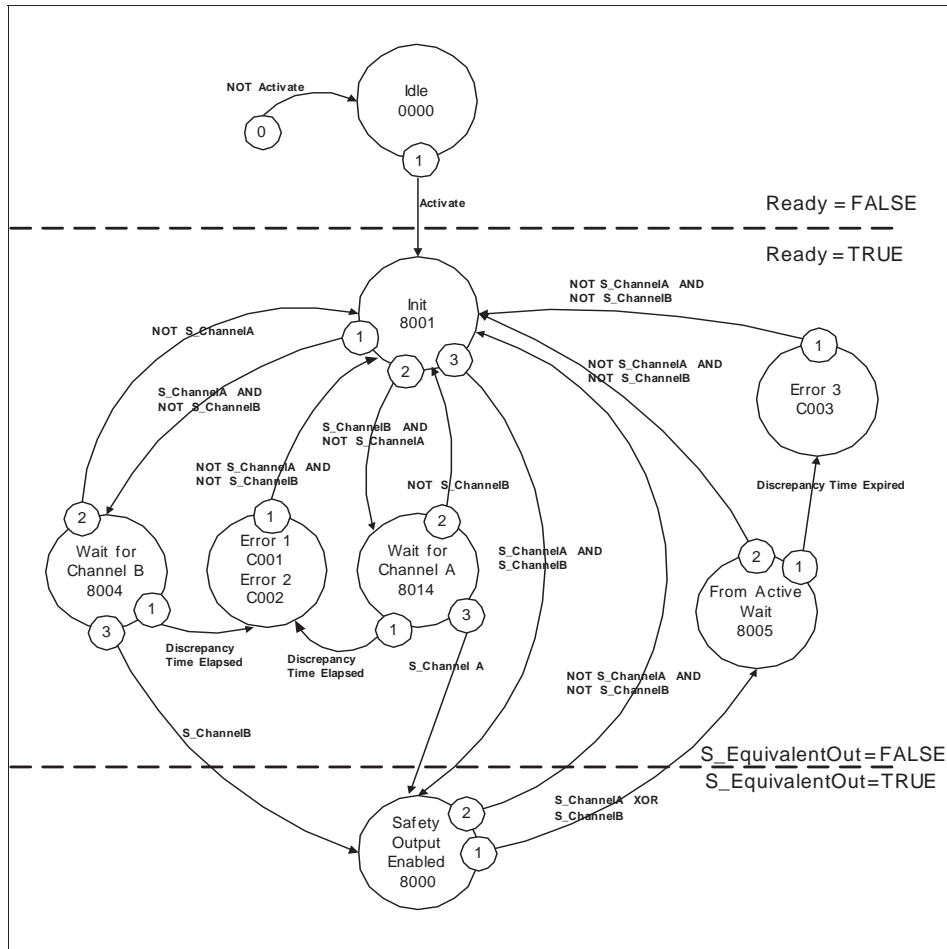 NOT Activate
Idle
0000
0
1
Activate
Ready = FALSE
Ready = TRUE
Init
8001
1
2
3
NOT S_ChannelA
S_ChannelA AND
NOT S_ChannelB
NOT S_ChannelA AND
NOT S_ChannelB
S_ChannelB AND
NOT S_ChannelA
NOT S_ChannelB
NOT S_ChannelA AND
NOT S_ChannelB
NOT S_ChannelA AND
NOT S_ChannelB
1
Error 3
C003
Discrepancy Time Expired
2
Wait for
Channel B
8004
1
3
1
Error 1
C001
Error 2
C002
2
Wait for
Channel A
8014
1
3
S_ChannelA AND
S_ChannelB
2
1
From Active
Wait
8005
Discrepancy
Time Elapsed
Discrepancy
Time Elapsed
S_Channel A
NOT S_ChannelA AND
NOT S_ChannelB
S_ChannelB
S_EquivalentOut=FALSE
S_EquivalentOut=TRUE
S_ChannelA XOR
S_ChannelB
Safety
Output
Enabled
8000
2
1